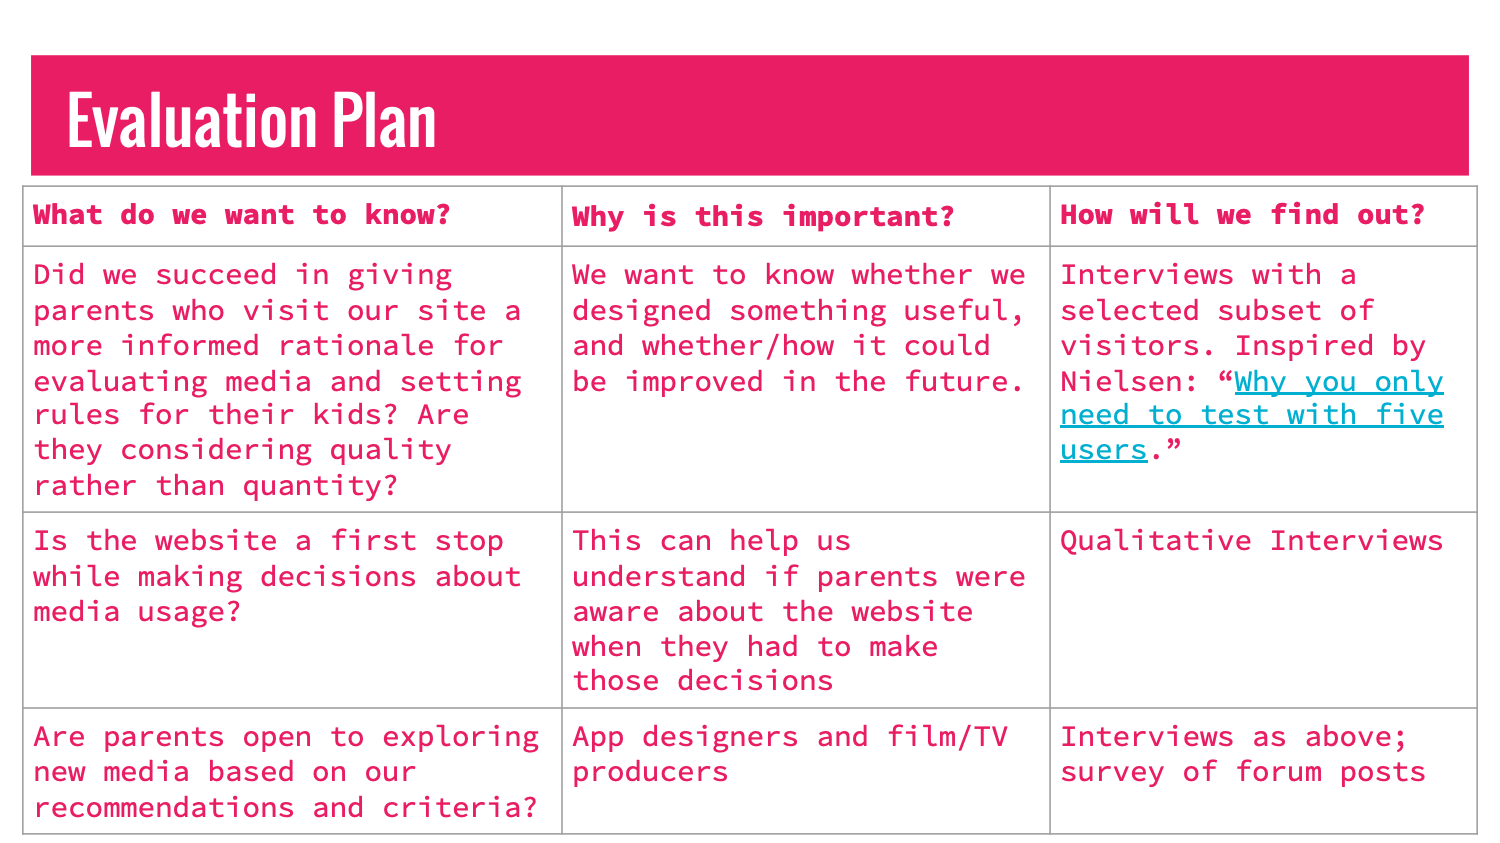 Evaluation Plan
What do we want to know?
Why is this important?
How will we find out?
Did we succeed in giving
parents who visit our site a
more informed rationale for
evaluating media and setting
rules for their kids? Are
they considering quality
rather than quantity?
We want to know whether we
designed something useful,
and whether/how it could
be improved in the future.
Interviews with a
selected subset of
visitors. Inspired by
Nielsen: “Why you only
need to test with five
users.”
Is the website a first stop
while making decisions about
media usage?
This can help us
understand if parents were
aware about the website
when they had to make
those decisions
Qualitative Interviews
Are parents open to exploring
new media based on our
recommendations and criteria?
App designers and film/TV
producers
Interviews as above;
survey of forum posts